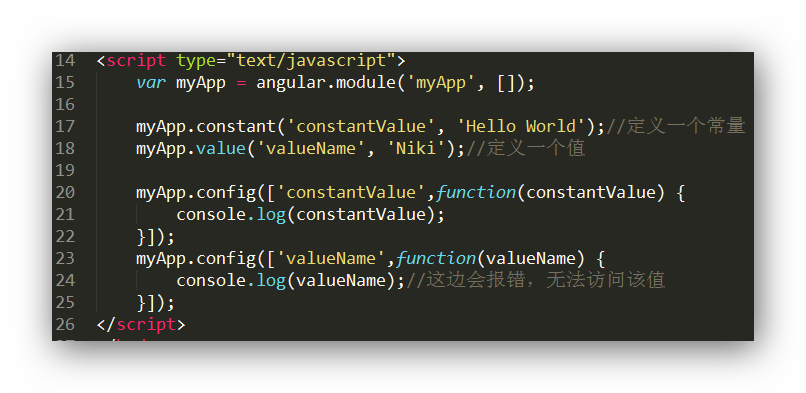 14 <script type="text/javascript">
15     var myApp = angular.module('myApp', []);
16
17     myApp.constant('constantValue', 'Hello World');//定义一个常量
18     myApp.value('valueName', 'Niki');//定义一个值
19
20     myApp.config(['constantValue',function(constantValue) {
21         console.log(constantValue);
22     }]);
23     myApp.config(['valueName',function(valueName) {
24         console.log(valueName);//这边会报错，无法访问该值
25     }]);
26 </script>